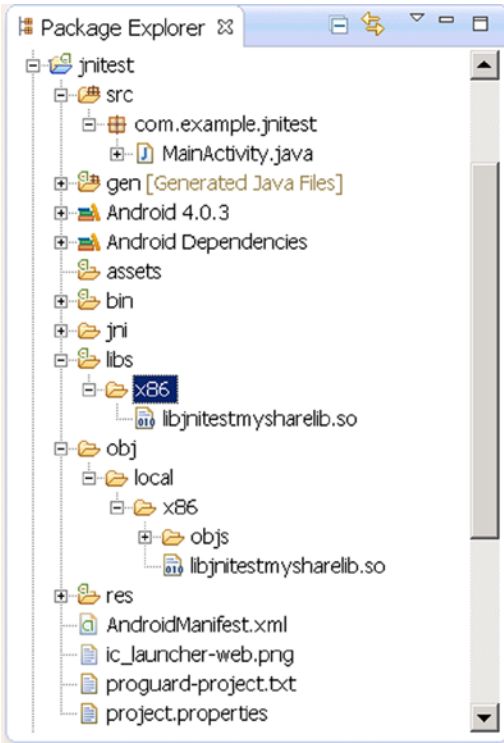 Package Explorer
jnitest
src
com.example.jnitest
MainActivity.java
gen [Generated Java Files]
Android 4.0.3
Android Dependencies
assets
bin
jni
libs
x86
libjnitestmysharelib.so
obj
local
x86
objs
libjnitestmysharelib.so
res
AndroidManifest.xml
ic_launcher-web.png
proguard-project.txt
project.properties